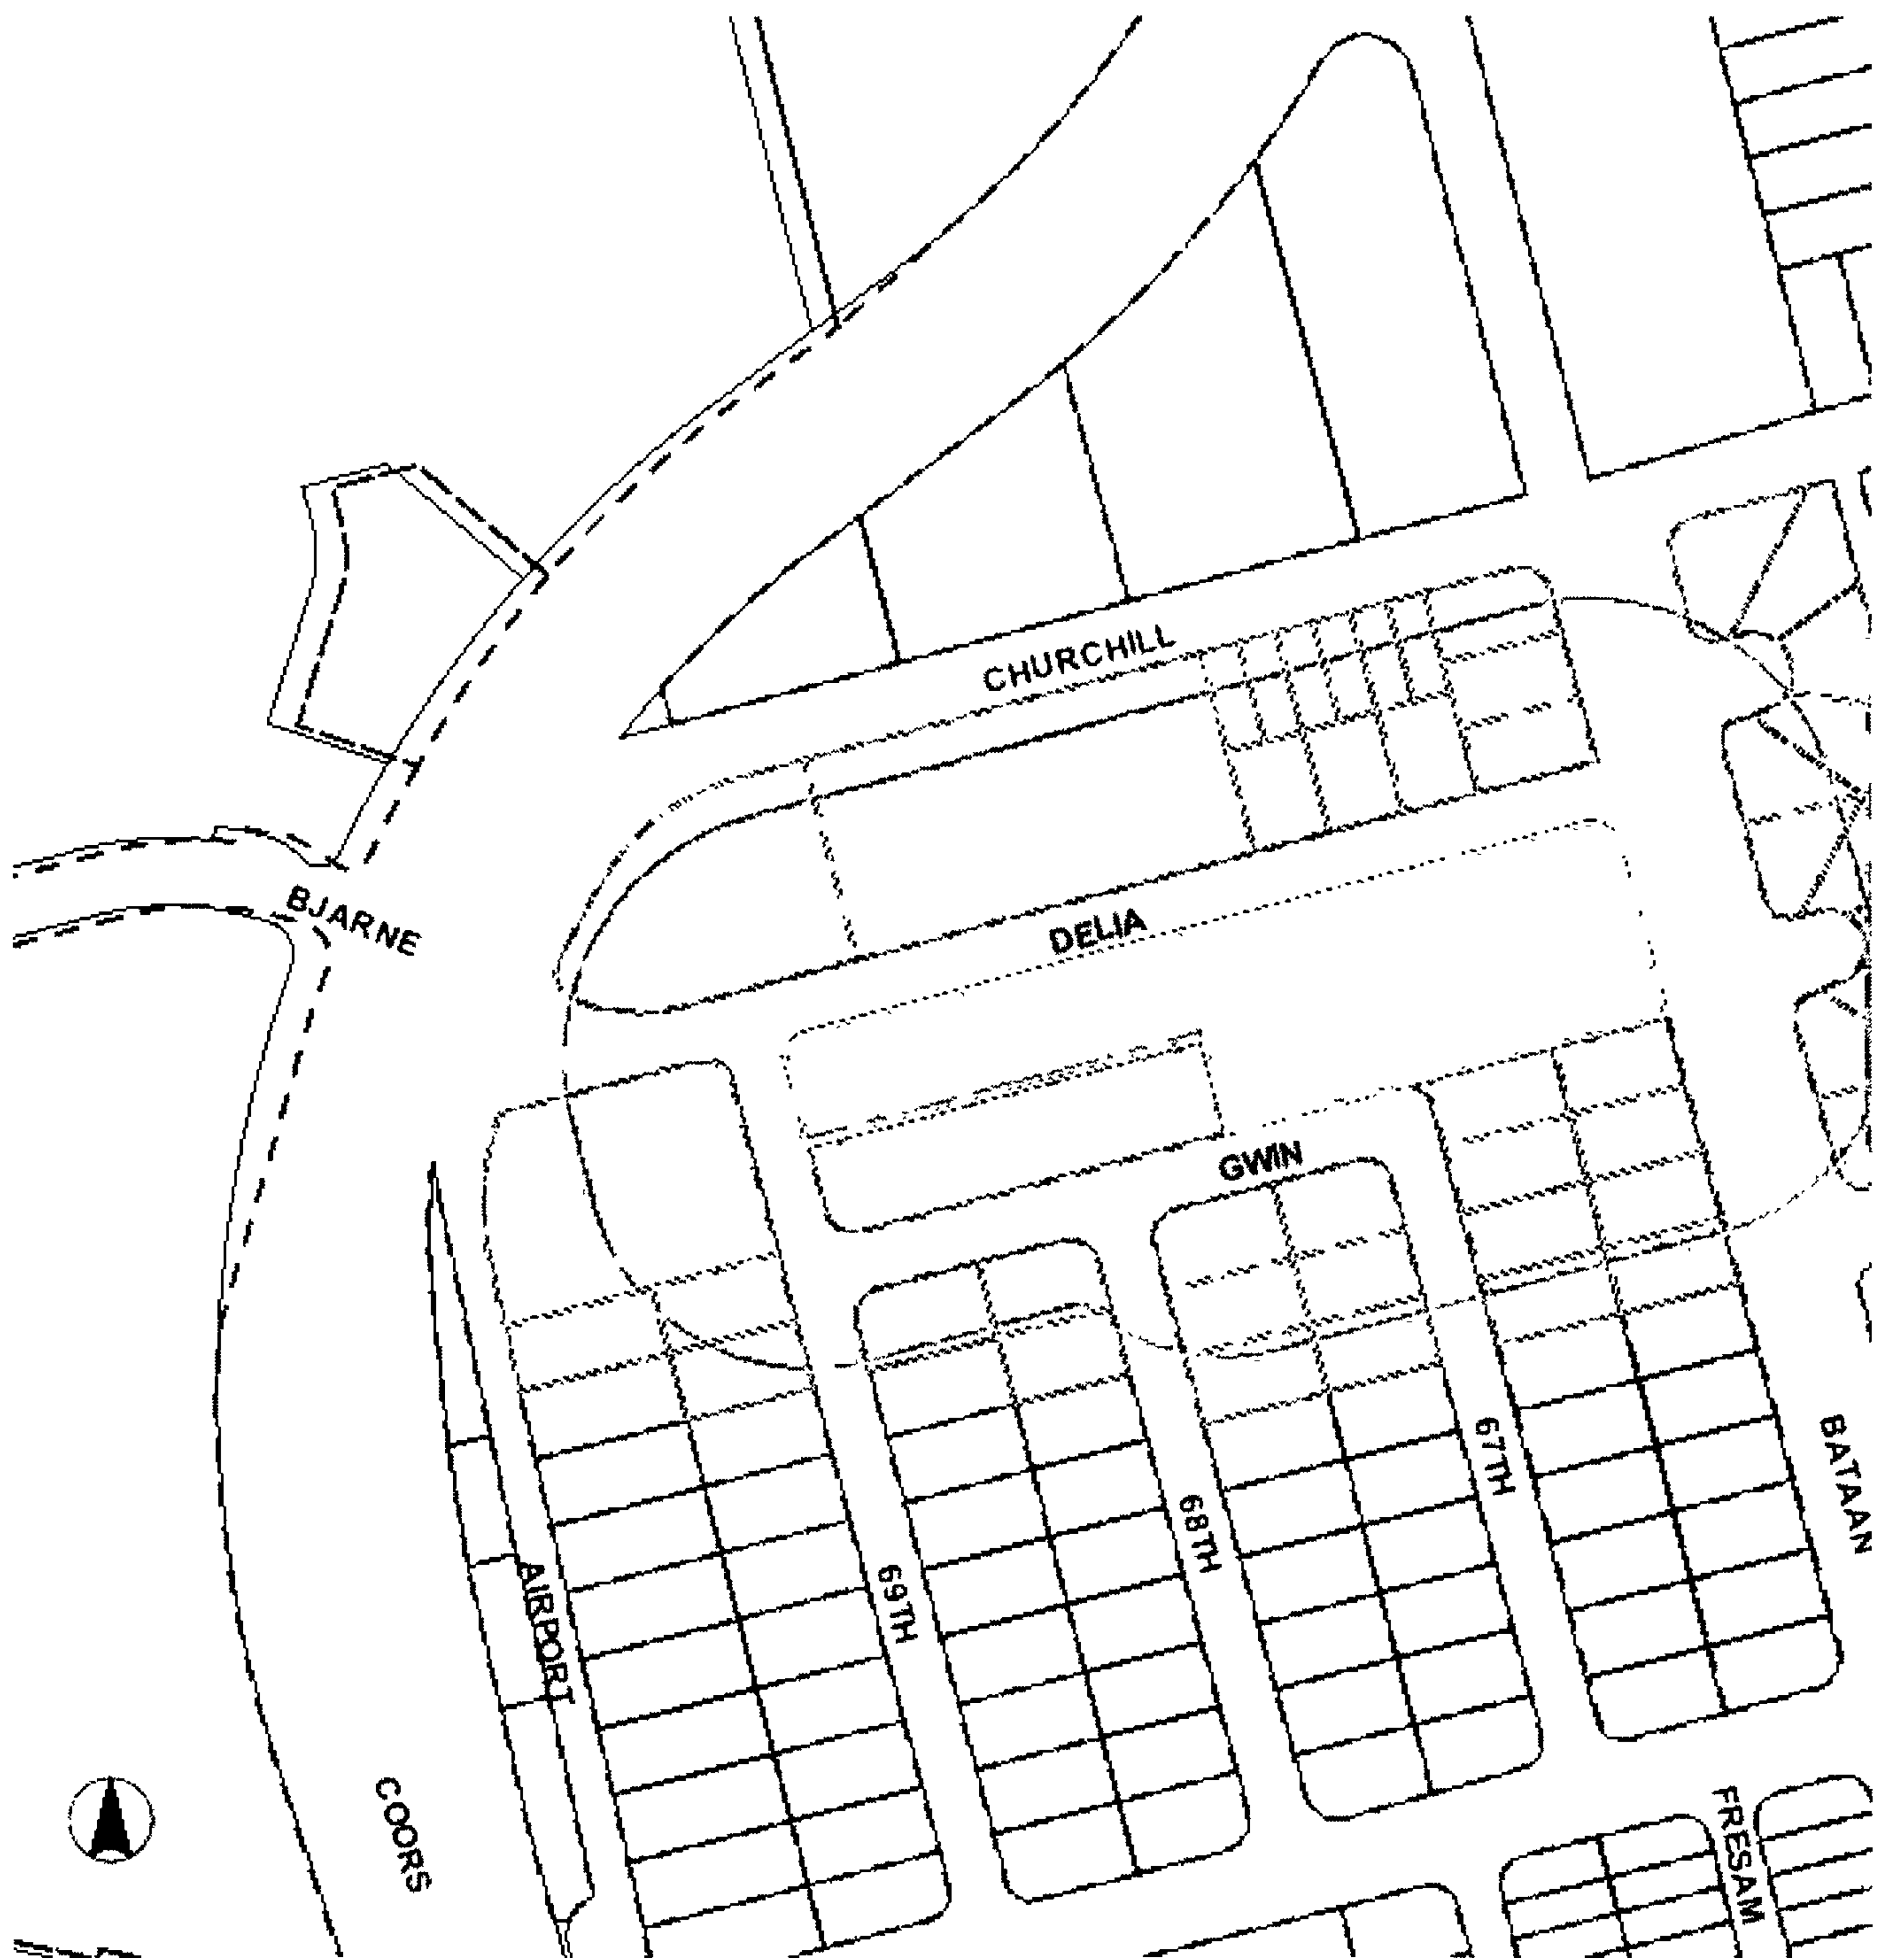 CHURCHILL
BJARNE
DELIA
GWIN
67TH
BATAAN
68TH
AIRPORT
69TH
COORS
FRESAM